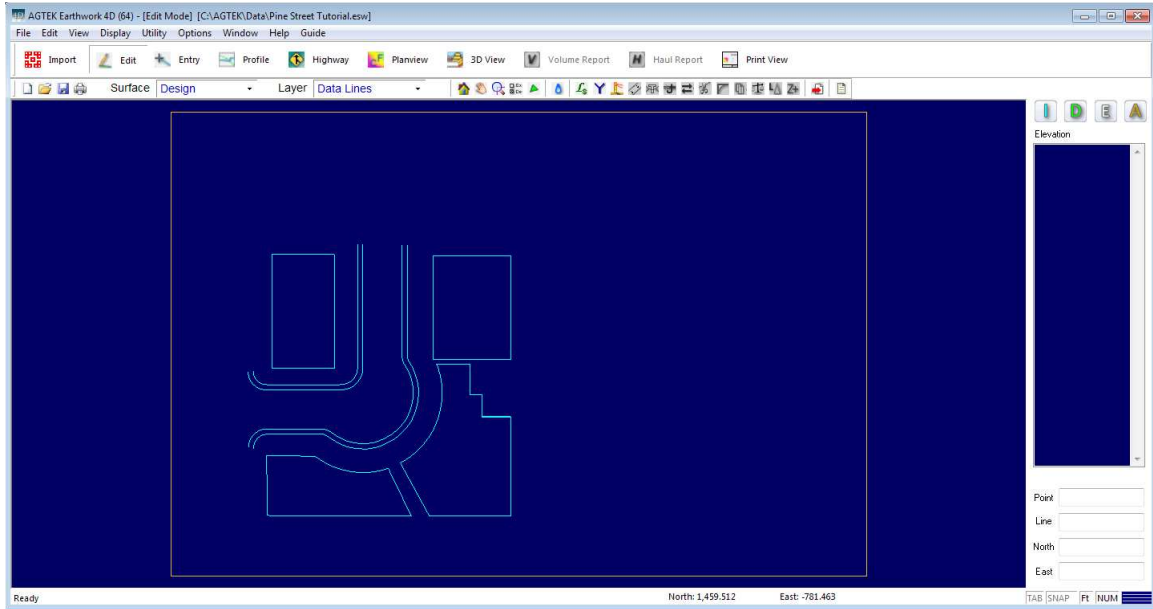 AGTEK Earthwork 4D (64) - [Edit Mode] [C:\AGTEK\Data\Pine Street Tutorial.esw]
File Edit View Display Utility Options Window Help Guide
Import Edit Entry Profile Highway Planview 3D View V Volume Report H Haul Report Print View
Surface Design Layer Data Lines
I D E A
Elevation
Point
Line
North
East
Ready North: 1,459.512 East: -781.463 TAB SNAP Ft NUM